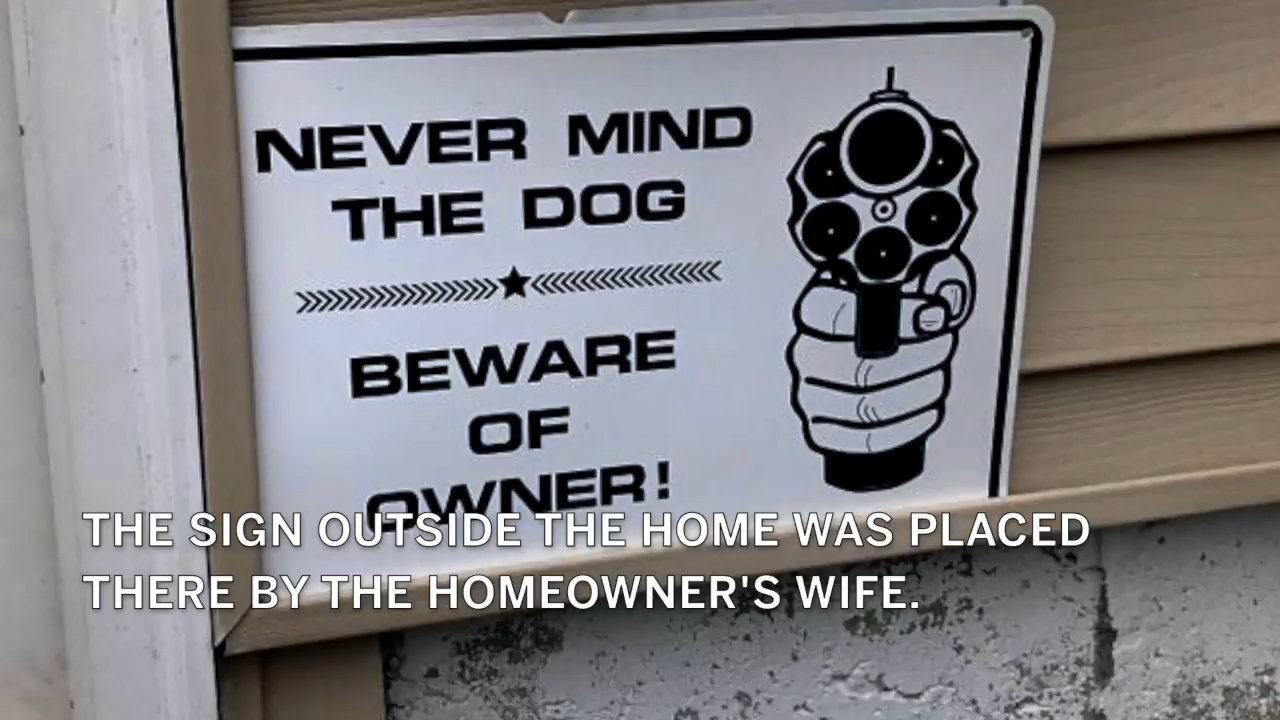 NEVER MIND
THE DOG
BEWARE
OF
OWNER!
THE SIGN OUTSIDE THE HOME WAS PLACED
THERE BY THE HOMEOWNER'S WIFE.